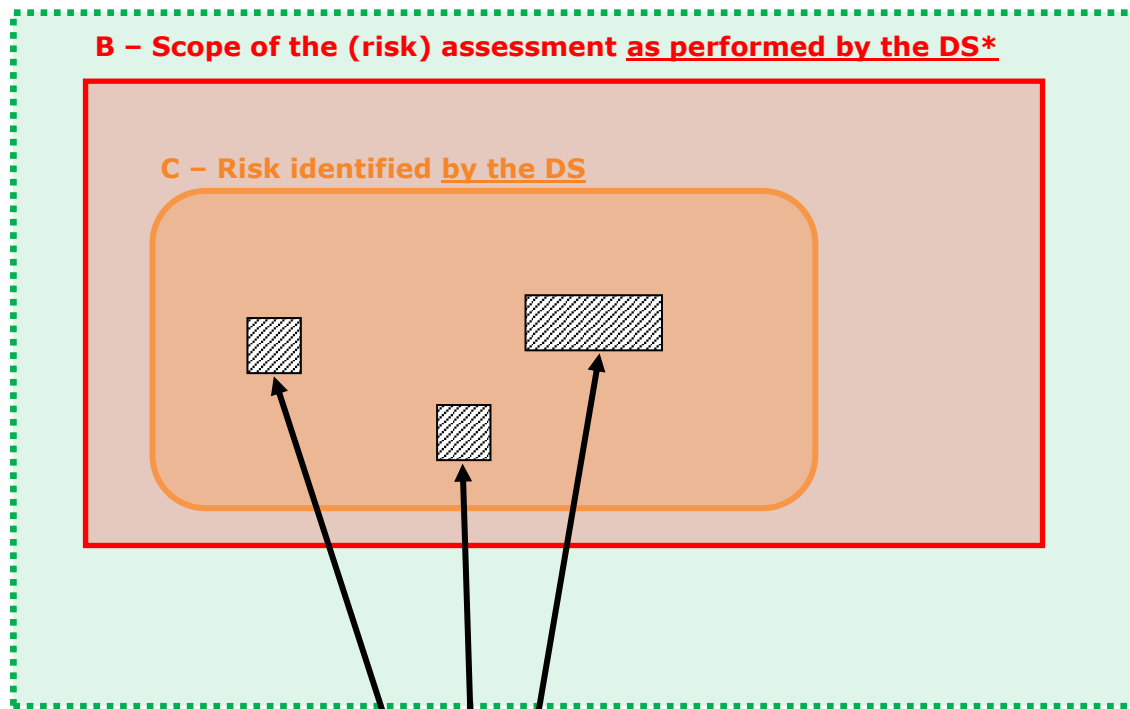 B – Scope of the (risk) assessment as performed by the DS*
C – Risk identified by the DS